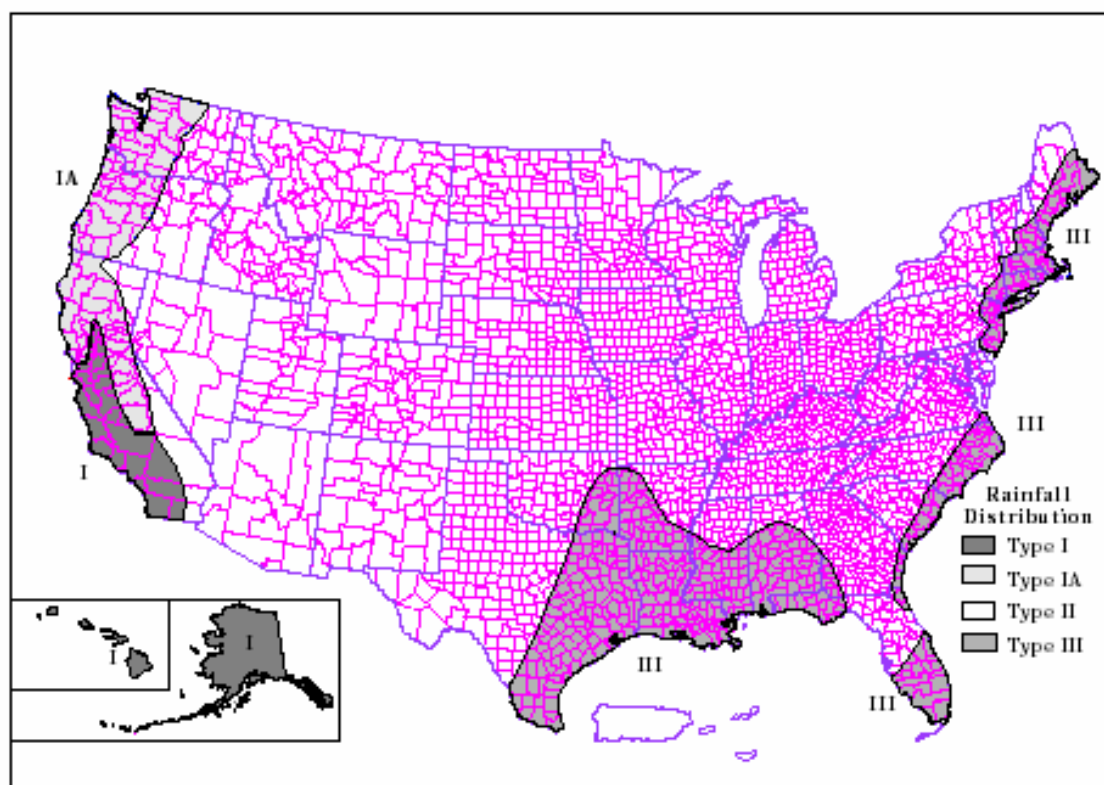 IA
III
III
I
Rainfall
Distribution
Type I
Type IA
Type II
Type III
I
I
III
III